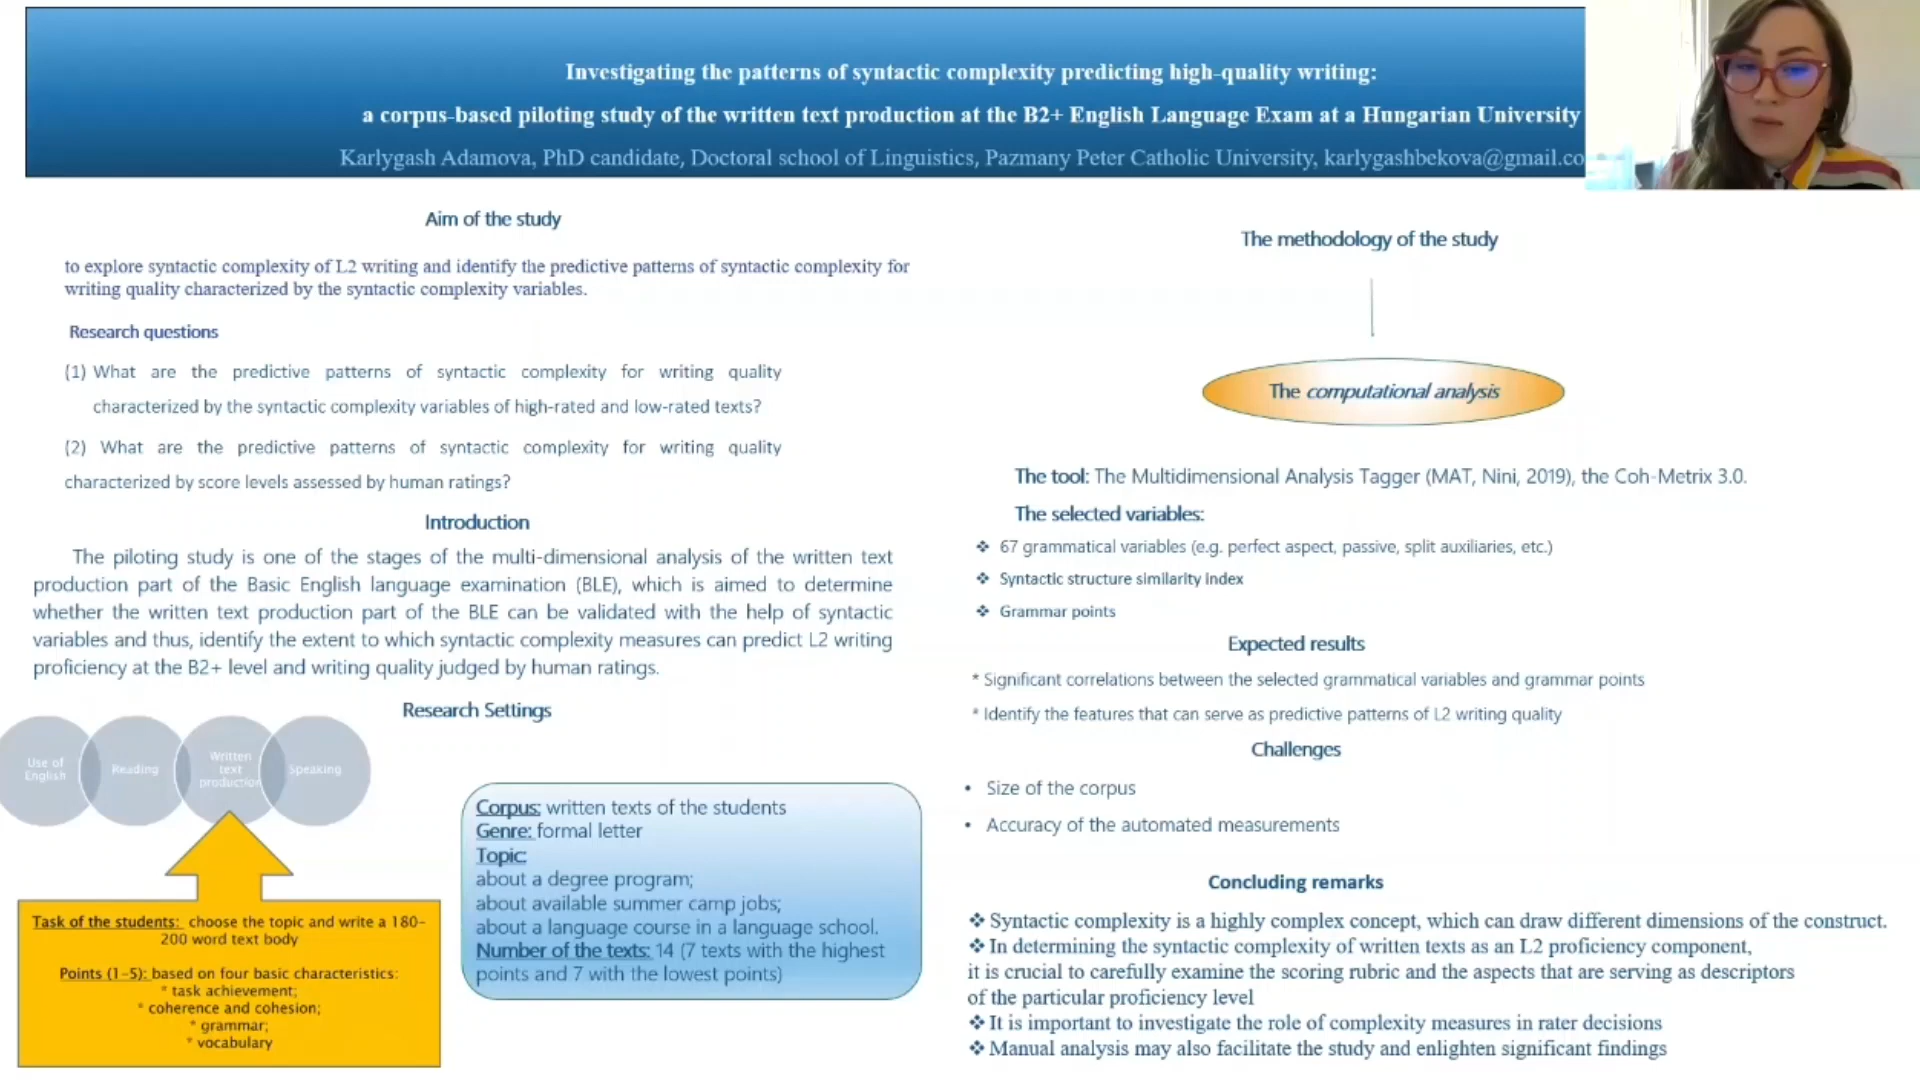 Investigating the patterns of syntactic complexity predicting high-quality writing:
a corpus-based piloting study of the written text production at the B2+ English Language Exam at a Hungarian University
Karlygash Adamova, PhD candidate, Doctoral school of Linguistics, Pazmany Peter Catholic University, karlygashbekova@gmail.co
Aim of the study
to explore syntactic complexity of L2 writing and identify the predictive patterns of syntactic complexity for
writing quality characterized by the syntactic complexity variables.
Research questions
(1) What are the predictive patterns of syntactic complexity for writing quality
characterized by the syntactic complexity variables of high-rated and low-rated texts?
(2) What are the predictive patterns of syntactic complexity for writing quality
characterized by score levels assessed by human ratings?
Introduction
The piloting study is one of the stages of the multi-dimensional analysis of the written text
production part of the Basic English language examination (BLE), which is aimed to determine
whether the written text production part of the BLE can be validated with the help of syntactic
variables and thus, identify the extent to which syntactic complexity measures can predict L2 writing
proficiency at the B2+ level and writing quality judged by human ratings.
Research Settings
Use of
English
Reading
Written
text
production
Speaking
Task of the students: choose the topic and write a 180-
200 word text body
Points (1-5): based on four basic characteristics:
* task achievement;
* coherence and cohesion;
* grammar;
* vocabulary
Corpus: written texts of the students
Genre: formal letter
Topic:
about a degree program;
about available summer camp jobs;
about a language course in a language school.
Number of the texts: 14 (7 texts with the highest
points and 7 with the lowest points)
The methodology of the study
The computational analysis
The tool: The Multidimensional Analysis Tagger (MAT, Nini, 2019), the Coh-Metrix 3.0.
The selected variables:
❖ 67 grammatical variables (e.g. perfect aspect, passive, split auxiliaries, etc.)
❖ Syntactic structure similarity index
❖ Grammar points
Expected results
* Significant correlations between the selected grammatical variables and grammar points
* Identify the features that can serve as predictive patterns of L2 writing quality
Challenges
• Size of the corpus
• Accuracy of the automated measurements
Concluding remarks
❖ Syntactic complexity is a highly complex concept, which can draw different dimensions of the construct.
❖ In determining the syntactic complexity of written texts as an L2 proficiency component,
it is crucial to carefully examine the scoring rubric and the aspects that are serving as descriptors
of the particular proficiency level
❖ It is important to investigate the role of complexity measures in rater decisions
❖ Manual analysis may also facilitate the study and enlighten significant findings